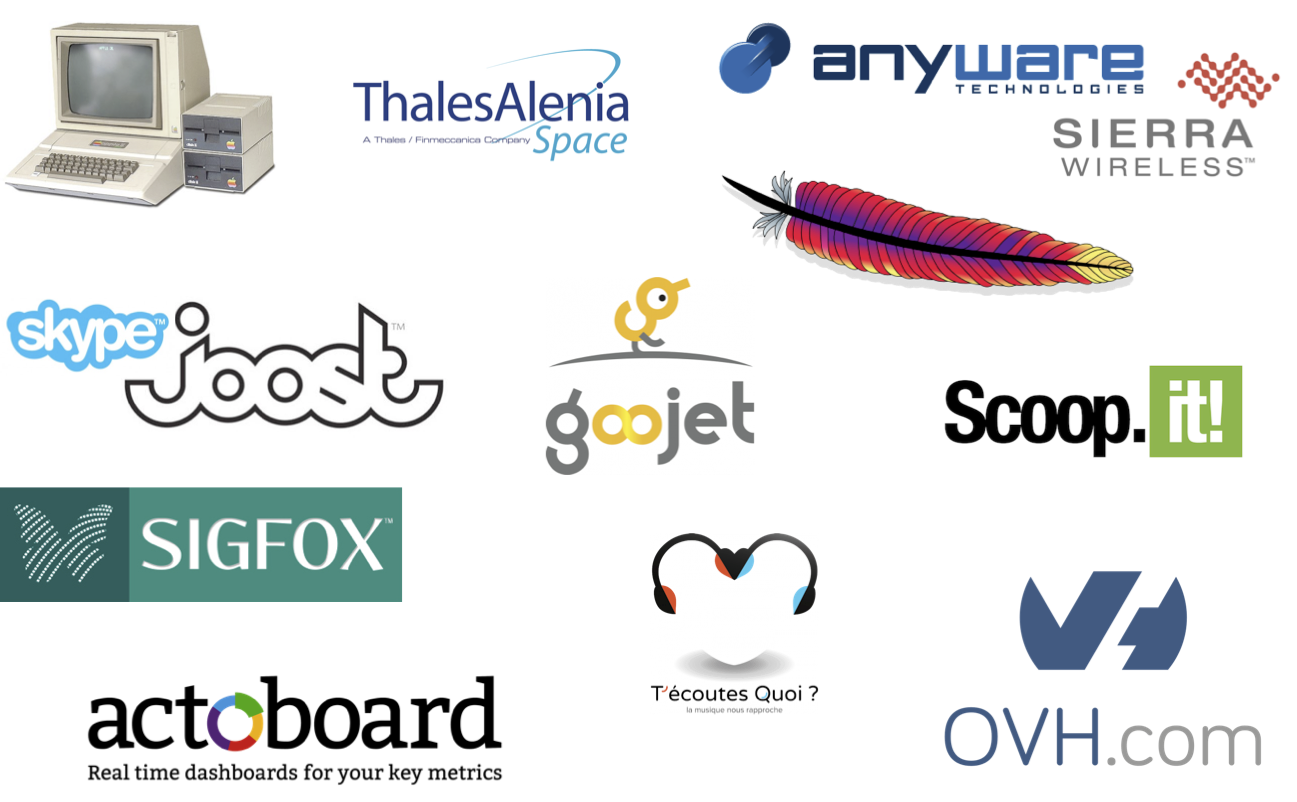 ThalesAlenia
A Thales / Finmeccanica Company
Space
anyware
TECHNOLOGIES
SIERRA
WIRELESS™
skype™
joost™
goojet
Scoop.it!
SIGFOX™
T'écoutes Quoi ?
la musique nous rapproche
actoboard
Real time dashboards for your key metrics
OVH.com